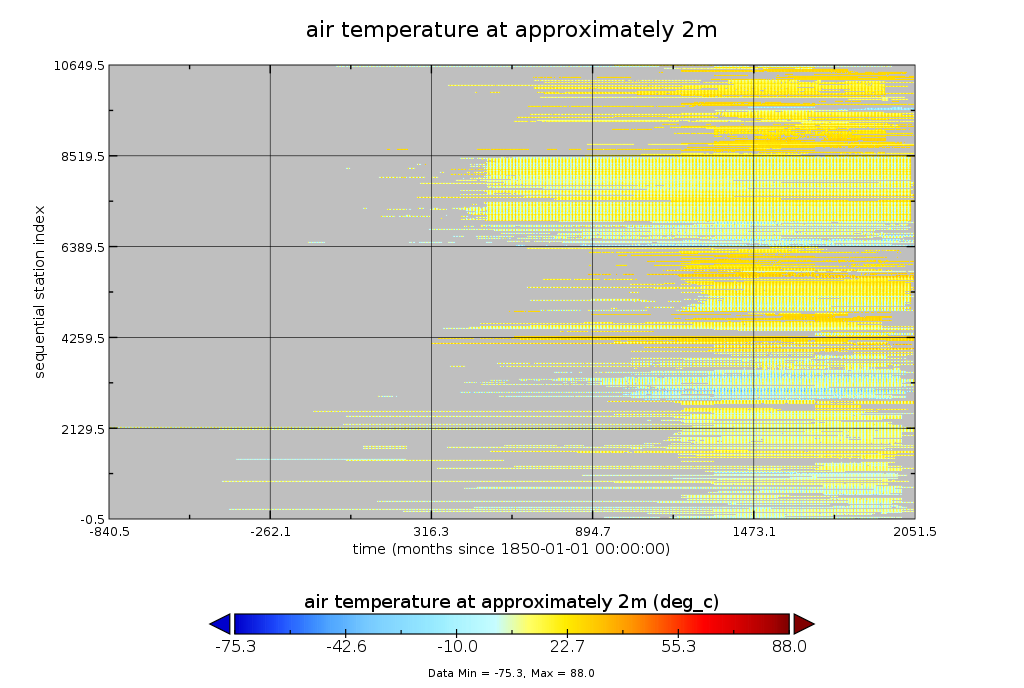 air temperature at approximately 2m
10649.5
8519.5
6389.5
4259.5
2129.5
-0.5
sequential station index
-840.5 -262.1 316.3 894.7 1473.1 2051.5
time (months since 1850-01-01 00:00:00)
air temperature at approximately 2m (deg_c)
-75.3 -42.6 -10.0 22.7 55.3 88.0
Data Min = -75.3, Max = 88.0